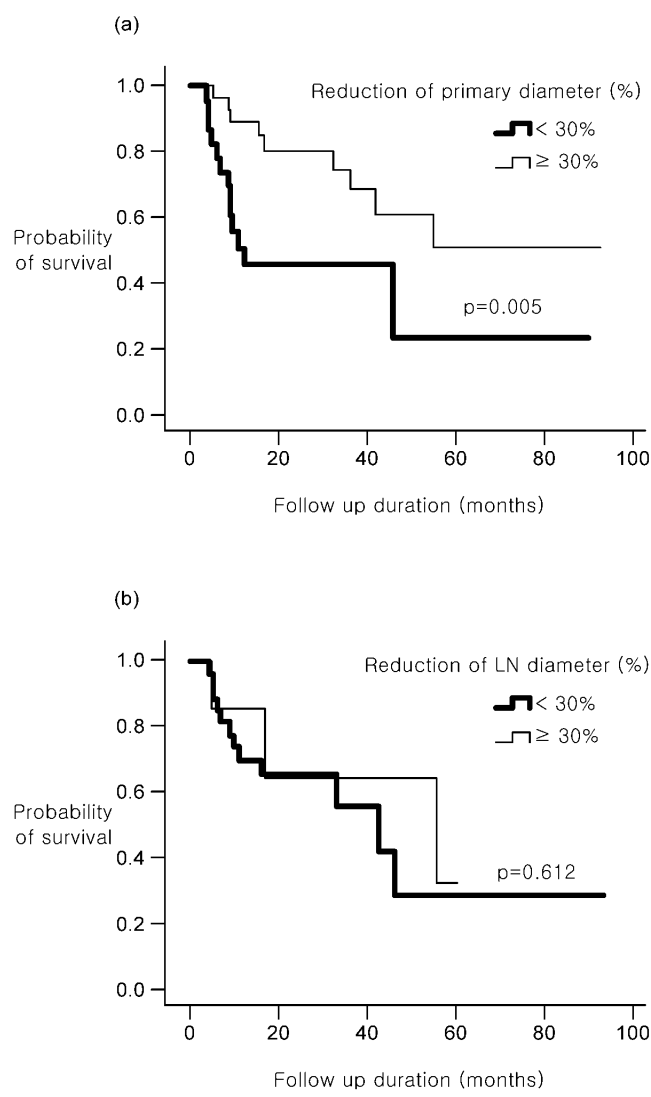 (a)
Reduction of primary diameter (%)
< 30%
≥ 30%
Probability
of survival
1.0
0.8
0.6
0.4
0.2
0.0
p=0.005
0 20 40 60 80 100
Follow up duration (months)
(b)
Reduction of LN diameter (%)
< 30%
≥ 30%
Probability
of survival
1.0
0.8
0.6
0.4
0.2
0.0
p=0.612
0 20 40 60 80 100
Follow up duration (months)